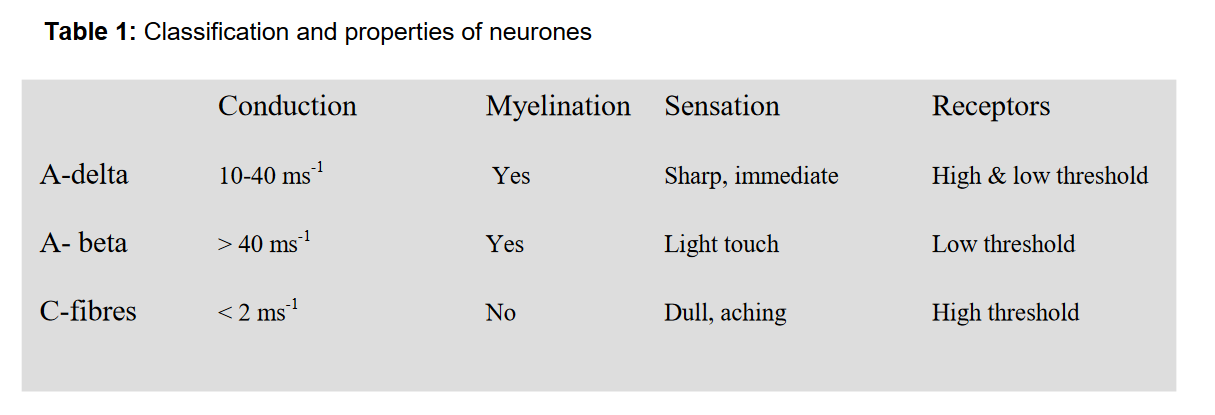 Table 1: Classification and properties of neurones
Conduction Myelination Sensation Receptors
A-delta 10-40 ms⁻¹ Yes Sharp, immediate High & low threshold
A- beta > 40 ms⁻¹ Yes Light touch Low threshold
C-fibres < 2 ms⁻¹ No Dull, aching High threshold